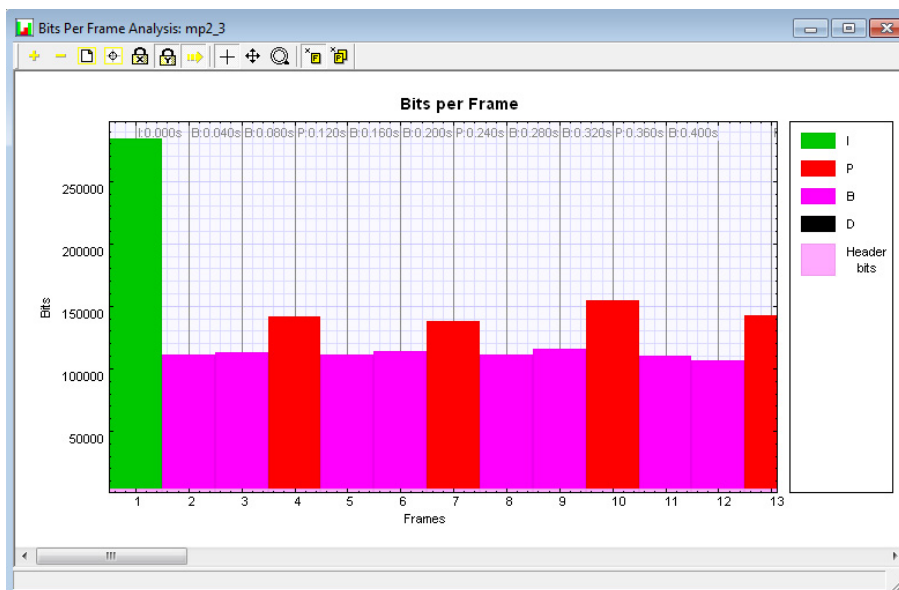 Bits Per Frame Analysis: mp2_3
Bits per Frame
I:0.000s B:0.040s B:0.080s P:0.120s B:0.160s B:0.200s P:0.240s B:0.280s B:0.320s P:0.360s B:0.400s
250000
200000
150000
100000
50000
Bits
1 2 3 4 5 6 7 8 9 10 11 12 13
Frames
I
P
B
D
Header
bits